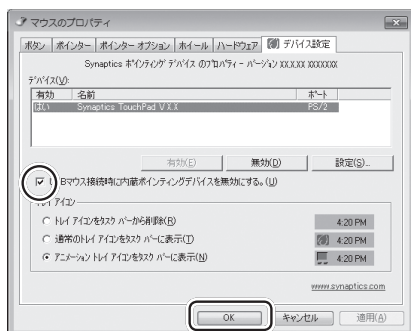 マウスのプロパティ
ボタン ポインター ポインター オプション ホイール ハードウェア デバイス設定
Synaptics ポインティング デバイス のプロパティ - バージョン XX.X.XX XXXXXXX
デバイス(V):
有効 名前 ポート
はい Synaptics TouchPad V X.X PS/2
有効(E) 無効(D) 設定(S)...
Bマウス接続時に内蔵ポインティングデバイスを無効にする。(U)
トレイ アイコン
トレイ アイコンをタスク バーから削除(R) 4:20 PM
通常のトレイ アイコンをタスク バーに表示(T) 4:20 PM
アニメーション トレイ アイコンをタスク バーに表示(N) 4:20 PM
www.synaptics.com
OK キャンセル 適用(A)